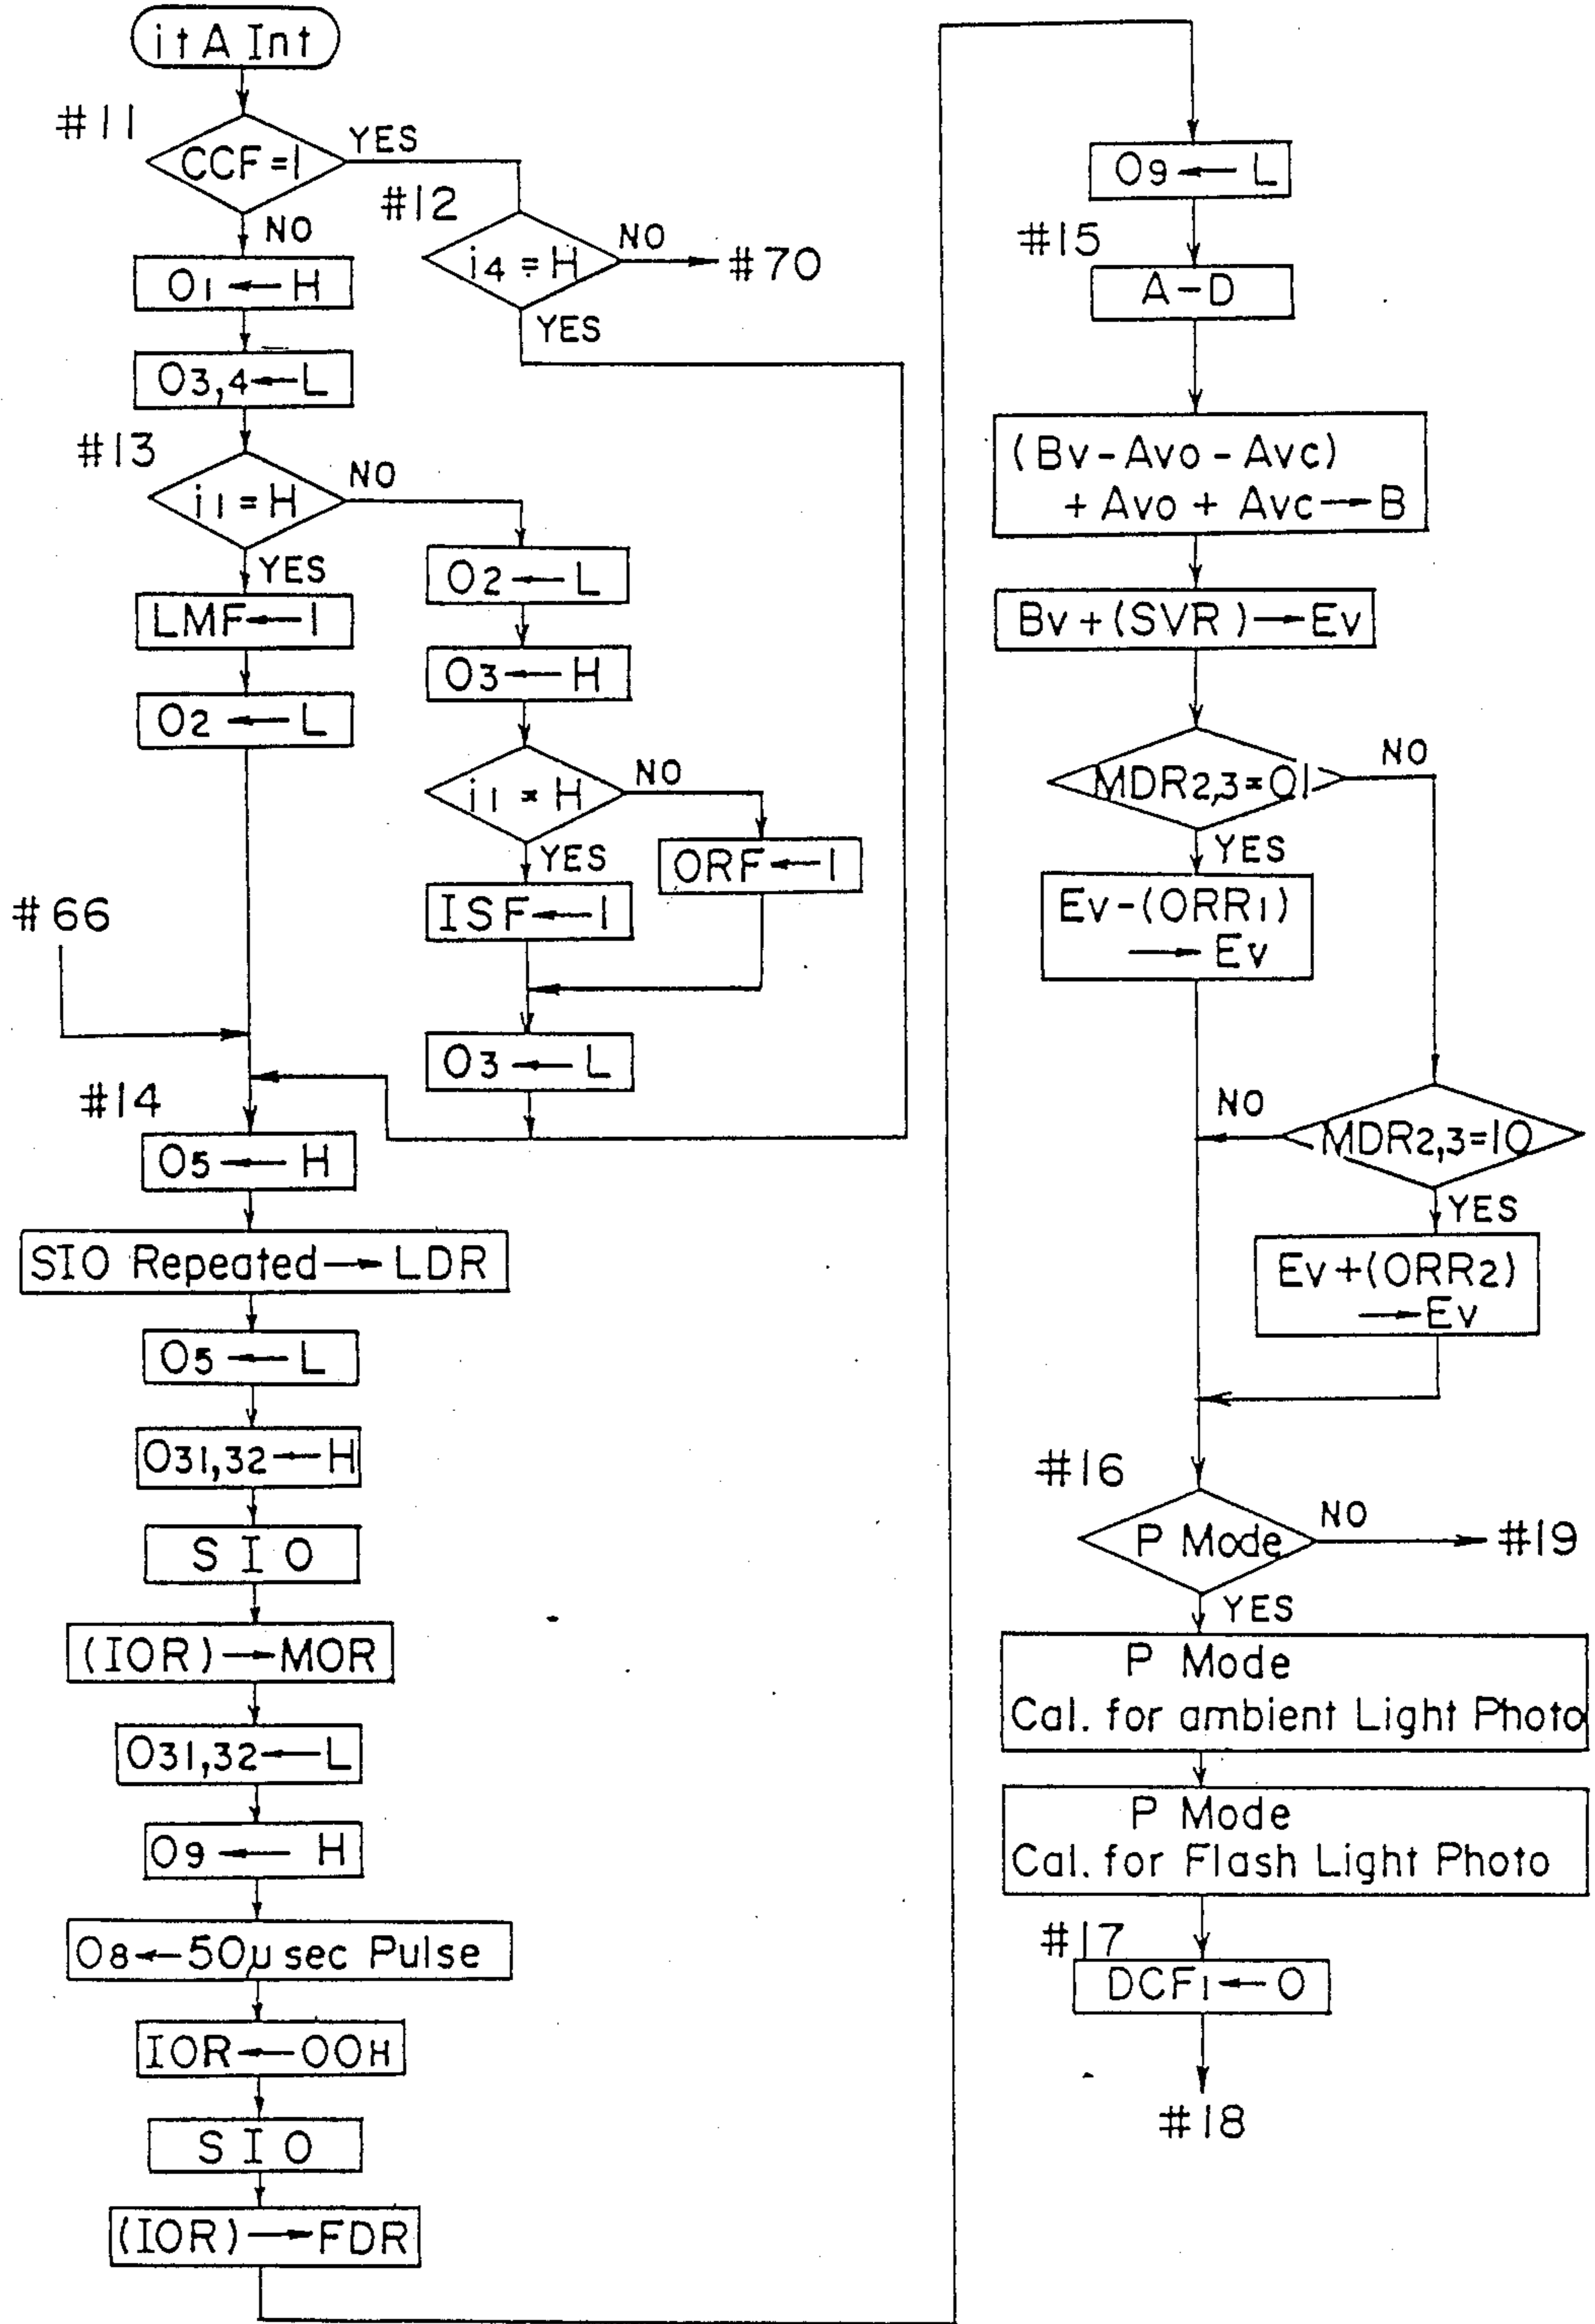 itA Int
#11
CCF=1
YES
NO
#12
i4=H
NO
#70
YES
O1←H
O3,4←L
#13
i1=H
NO
YES
LMF←1
O2←L
O2←L
O3←H
i1=H
NO
YES
ORF←1
ISF←1
#66
O3←L
#14
O5←H
SIO Repeated→LDR
O5←L
O31,32←H
SIO
(IOR)→MOR
O31,32←L
O9←H
O8←50μsec Pulse
IOR←OOH
SIO
(IOR)→FDR
O9←L
#15
A-D
(Bv-Avo-Avc)
+Avo+Avc→B
Bv+(SVR)→Ev
MDR2,3=01
NO
YES
Ev-(ORR1)
→Ev
MDR2,3=10
NO
YES
Ev+(ORR2)
→Ev
#16
P Mode
NO
#19
YES
P Mode
Cal. for ambient Light Photo
P Mode
Cal. for Flash Light Photo
#17
DCF1←0
#18